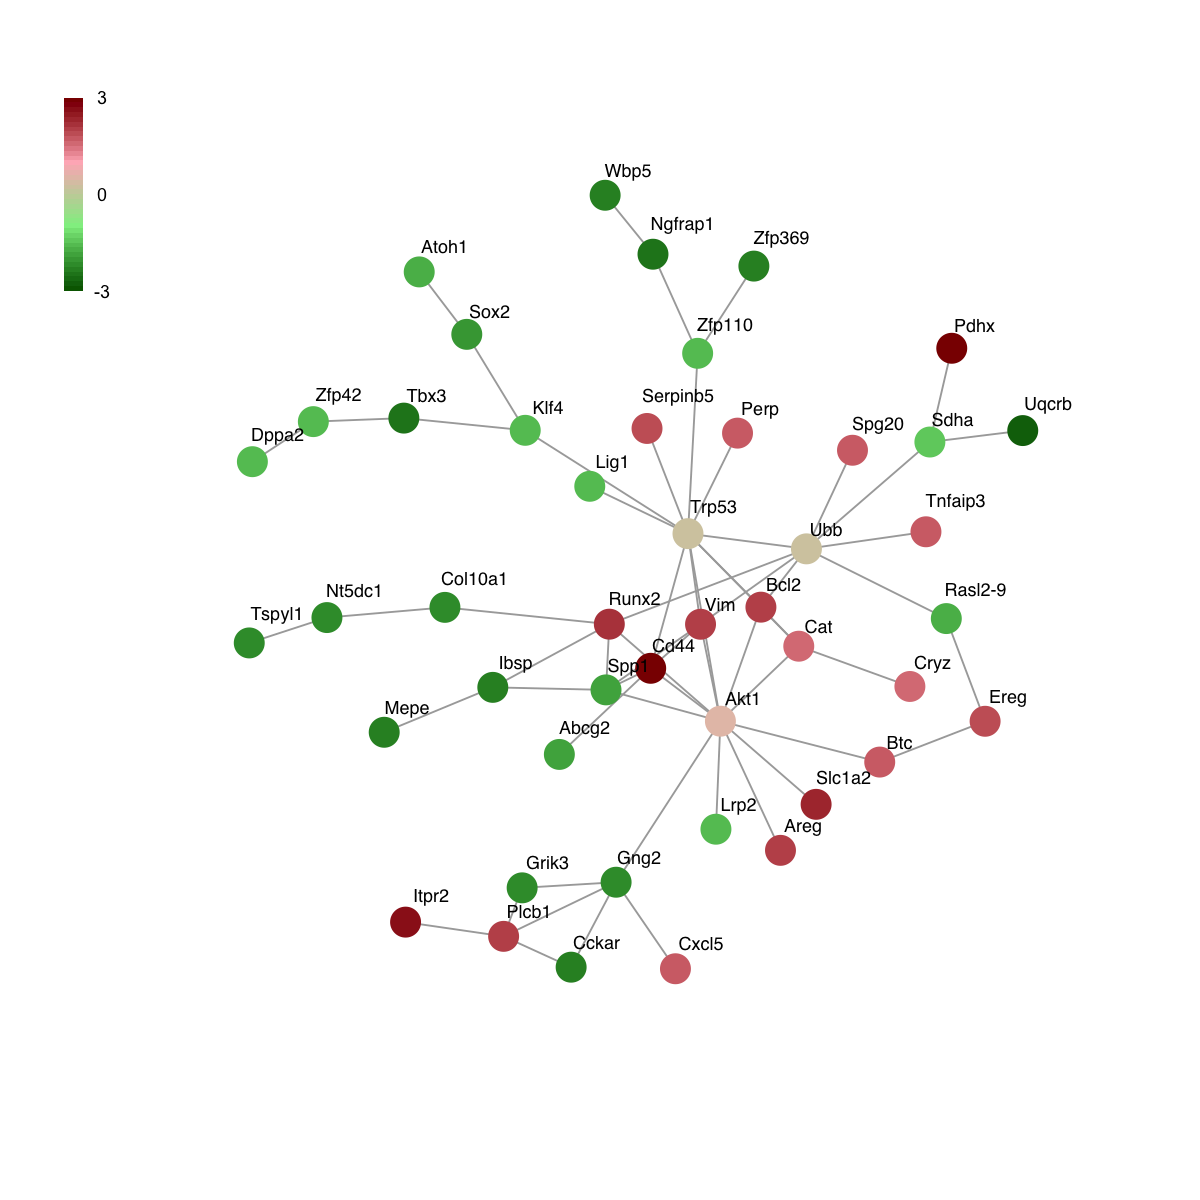 3
0
-3
Wbp5
Ngfrap1
Zfp369
Atoh1
Sox2
Zfp110
Pdhx
Zfp42
Tbx3
Klf4
Serpinb5
Perp
Spg20
Sdha
Uqcrb
Dppa2
Lig1
Trp53
Ubb
Tnfaip3
Nt5dc1
Col10a1
Runx2
Vim
Bcl2
Rasl2-9
Tspyl1
Cat
Cd44
Ibsp
Spp1
Cryz
Akt1
Ereg
Mepe
Abcg2
Btc
Slc1a2
Lrp2
Areg
Grik3
Gng2
Itpr2
Plcb1
Cckar
Cxcl5